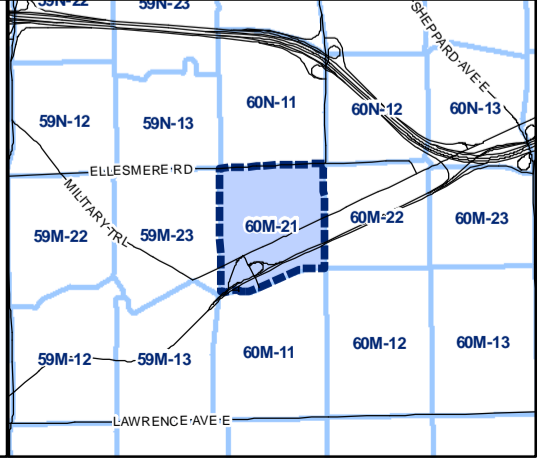 59N-22
59N-23
SHEPPARD AVE E
60N-11
60N-12
60N-13
59N-12
59N-13
ELLESMERE RD
MILITARY TRL
59M-22
59M-23
60M-21
60M-22
60M-23
59M-12
59M-13
60M-11
60M-12
60M-13
LAWRENCE AVE E